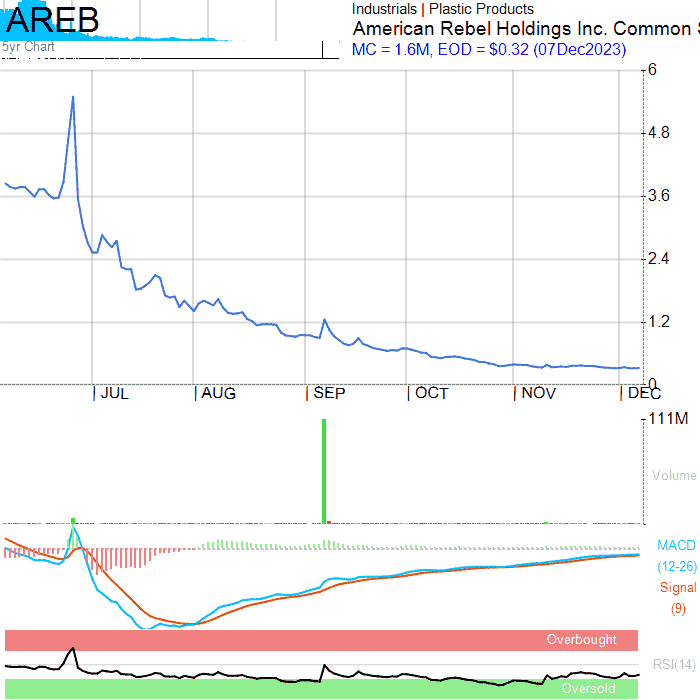 AREB
5yr Chart
Industrials | Plastic Products
American Rebel Holdings Inc. Common S
MC = 1.6M, EOD = $0.32 (07Dec2023)
6
4.8
3.6
2.4
1.2
0
JUL AUG SEP OCT NOV DEC
111M
Volume
MACD
(12-26)
Signal
(9)
Overbought
RSI(14)
Oversold